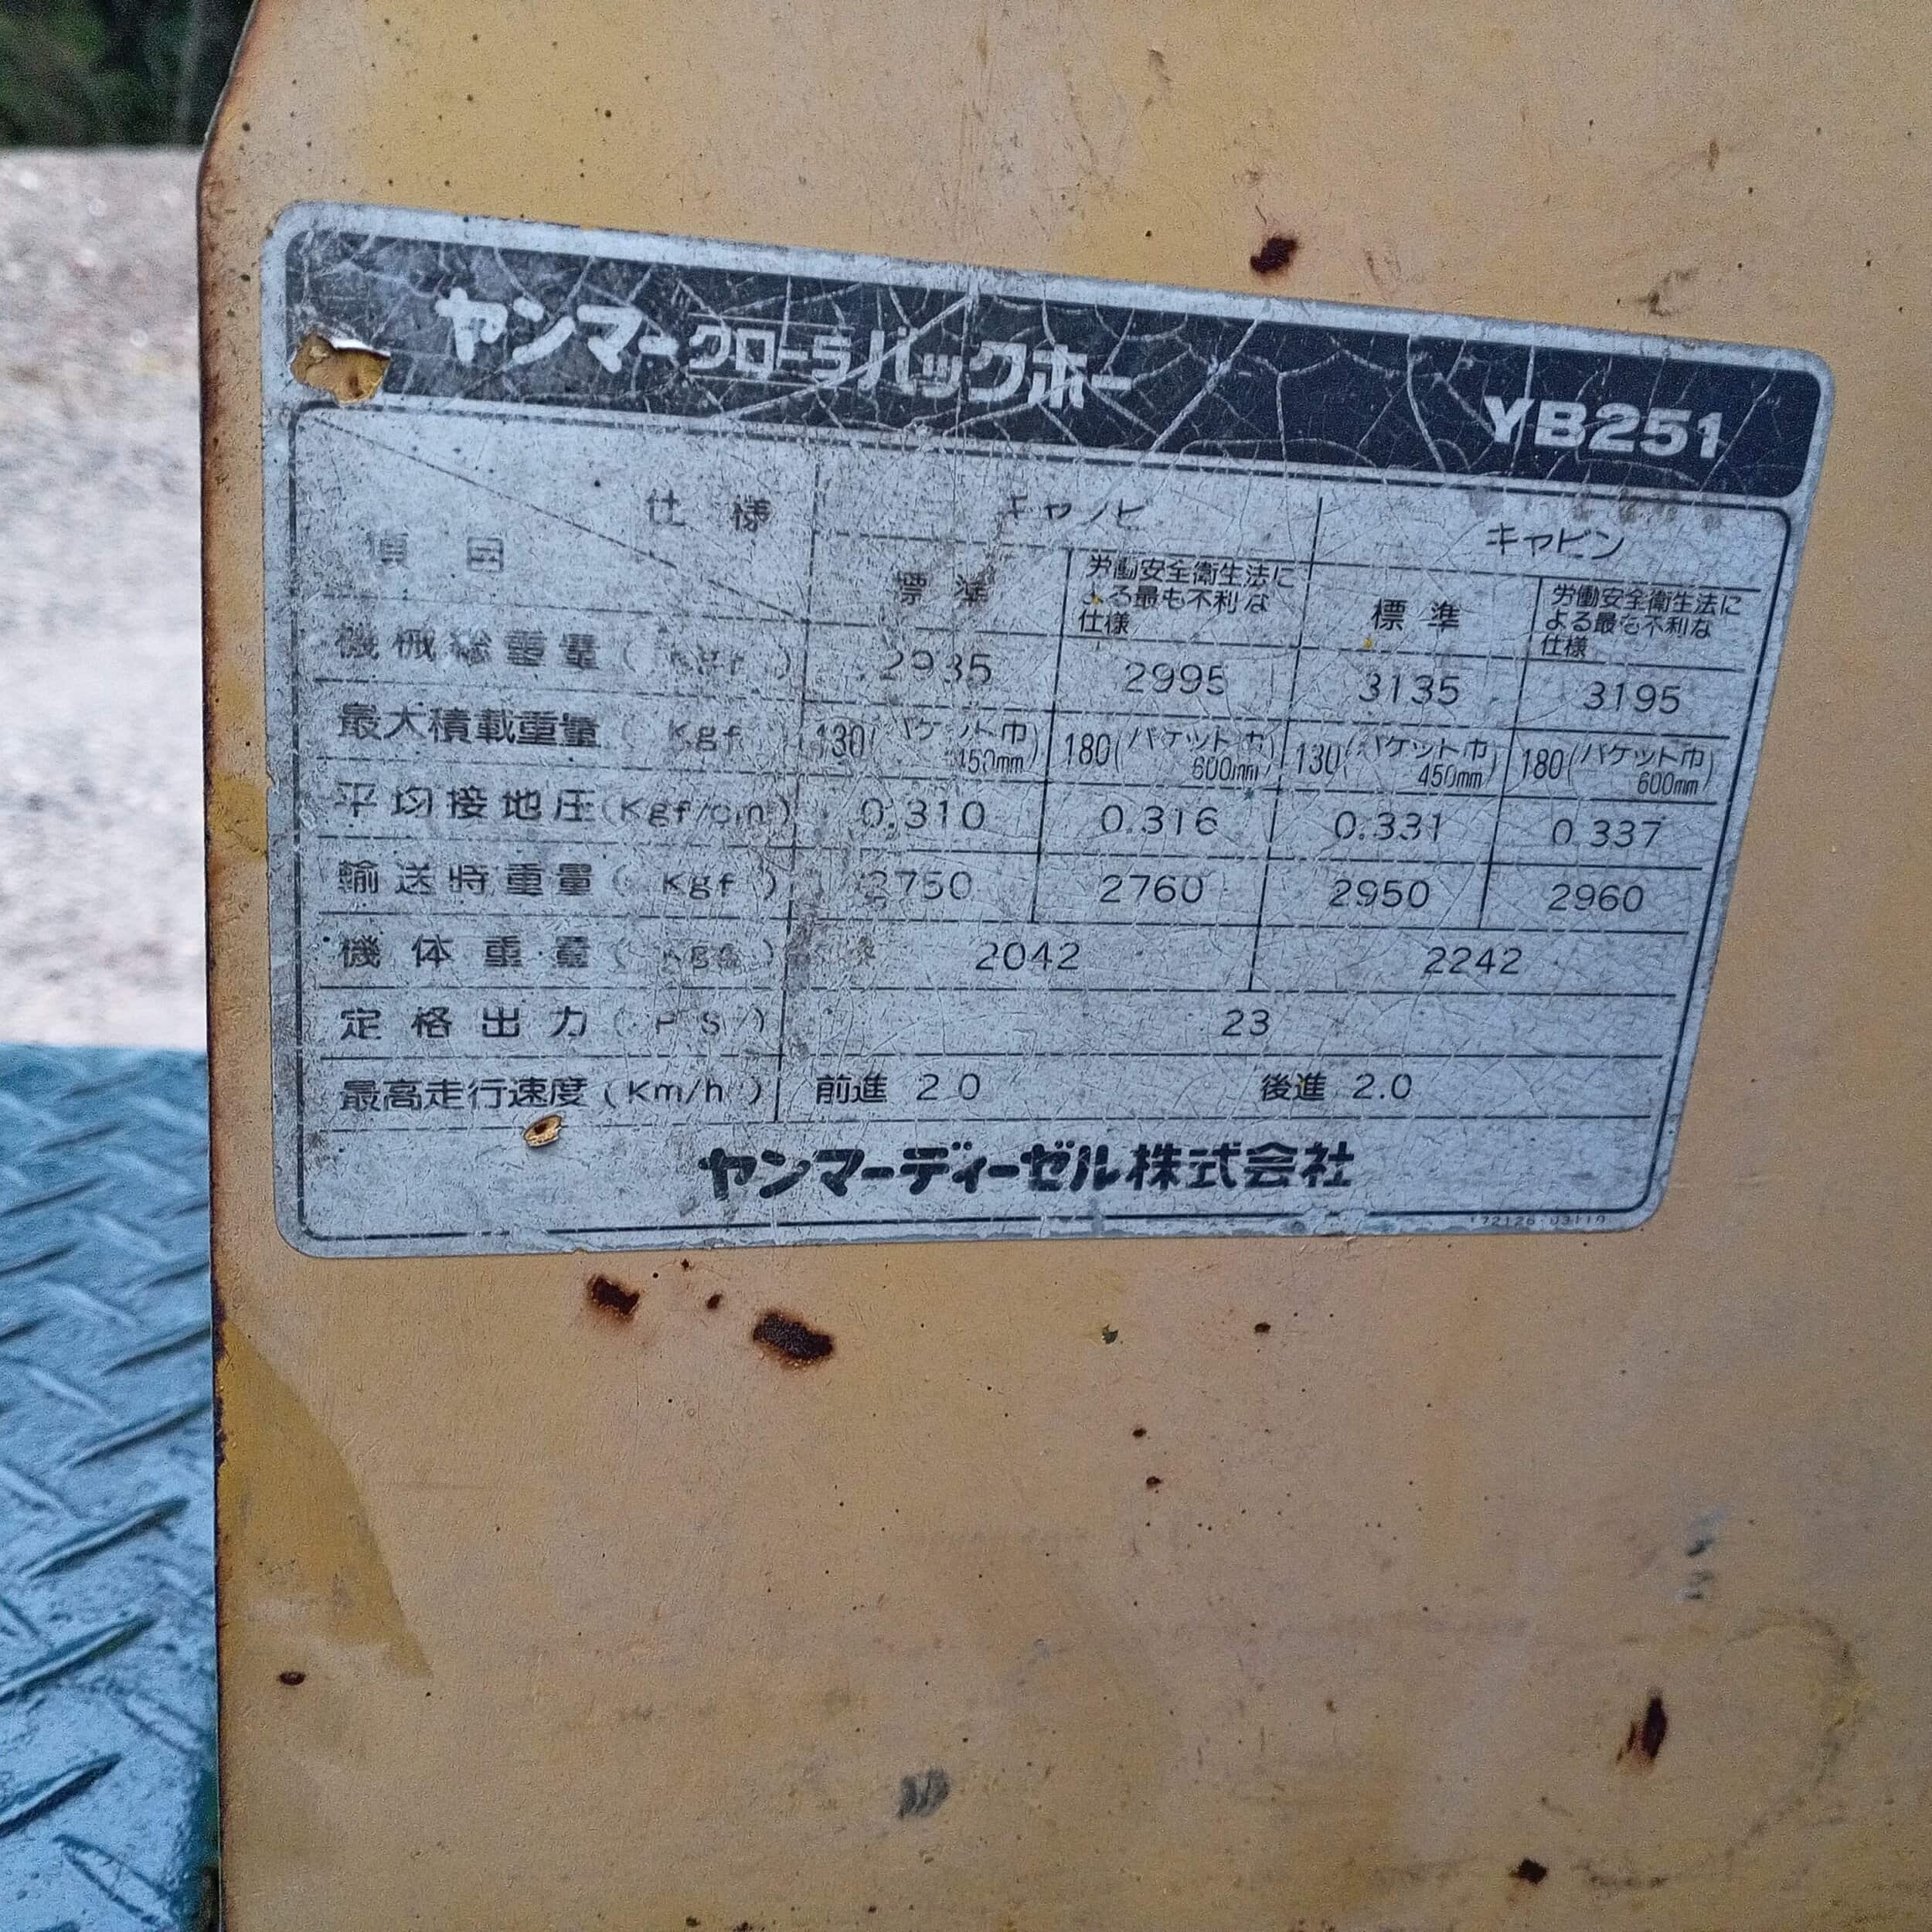 ヤンマークローラバックホー YB251
仕様 キャノピ キャビン
項目 標準 労働安全衛生法による最も不利な仕様 標準 労働安全衛生法による最も不利な仕様
機械総重量(Kgf) 2935 2995 3135 3195
最大積載重量(Kgf) 130(バケット巾450mm) 180(バケット巾600mm) 130(バケット巾450mm) 180(バケット巾600mm)
平均接地圧(Kgf/cm²) 0.310 0.316 0.331 0.337
輸送時重量(Kgf) 2750 2760 2950 2960
機体重量(Kgf) 2042 2242
定格出力(PS) 23
最高走行速度(Km/h) 前進 2.0 後進 2.0
ヤンマーディーゼル株式会社